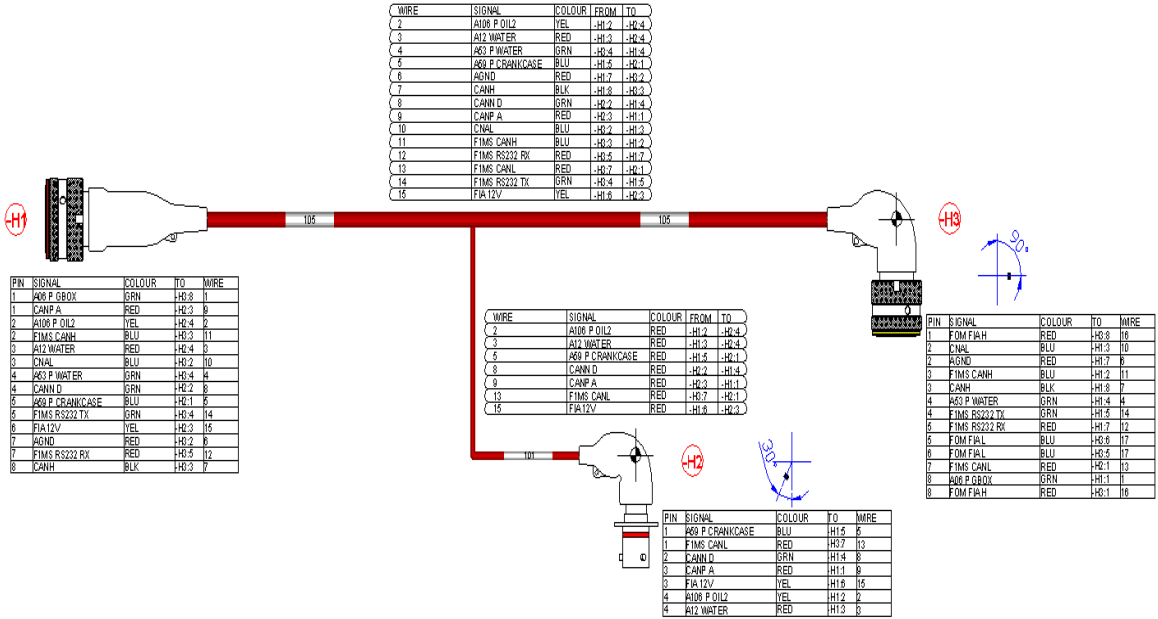 WIRE SIGNAL COLOUR FROM TO
2 A106 P OIL2 YEL -H1:2 -H2:4
3 A12 WATER RED -H1:3 -H2:4
4 A53 P WATER GRN -H3:4 -H1:4
5 A59 P CRANKCASE BLU -H1:5 -H2:1
6 AGND RED -H1:7 -H3:2
7 CANH BLK -H1:8 -H3:3
8 CANN D GRN -H2:2 -H1:4
9 CANP A RED -H2:3 -H1:1
10 CNAL BLU -H3:2 -H1:3
11 F1MS CANH BLU -H3:3 -H1:2
12 F1MS RS232 RX RED -H3:5 -H1:7
13 F1MS CANL RED -H3:7 -H2:1
14 F1MS RS232 TX GRN -H3:4 -H1:5
15 FIA 12V YEL -H1:6 -H2:3
-H1
105
105
-H3
90°
PIN SIGNAL COLOUR TO WIRE
1 A06 P GBOX GRN -H3:8 1
1 CANP A RED -H2:3 9
2 A106 P OIL2 YEL -H2:4 2
2 F1MS CANH BLU -H3:3 11
3 A12 WATER RED -H2:4 3
3 CNAL BLU -H3:2 10
4 A53 P WATER GRN -H3:4 4
4 CANN D GRN -H2:2 8
5 A59 P CRANKCASE BLU -H2:1 5
5 F1MS RS232 TX GRN -H3:4 14
6 FIA 12V YEL -H2:3 15
7 AGND RED -H3:2 6
7 F1MS RS232 RX RED -H3:5 12
8 CANH BLK -H3:3 7
WIRE SIGNAL COLOUR FROM TO
2 A106 P OIL2 RED -H1:2 -H2:4
3 A12 WATER RED -H1:3 -H2:4
5 A59 P CRANKCASE RED -H1:5 -H2:1
8 CANN D RED -H2:2 -H1:4
9 CANP A RED -H2:3 -H1:1
13 F1MS CANL RED -H3:7 -H2:1
15 FIA 12V RED -H1:6 -H2:3
PIN SIGNAL COLOUR TO WIRE
1 FOM FIAH RED -H3:8 16
2 CNAL BLU -H1:3 10
2 AGND RED -H1:7 6
3 F1MS CANH BLU -H1:2 11
3 CANH BLK -H1:8 7
4 A53 P WATER GRN -H1:4 4
4 F1MS RS232 TX GRN -H1:5 14
5 F1MS RS232 RX RED -H1:7 12
5 FOM FIAL BLU -H3:6 17
6 FOM FIAL BLU -H3:5 17
7 F1MS CANL RED -H2:1 13
8 A06 P GBOX GRN -H1:1 1
8 FOM FIAH RED -H3:1 16
101
-H2
30°
PIN SIGNAL COLOUR TO WIRE
1 A59 P CRANKCASE BLU -H1:5 5
1 F1MS CANL RED -H3:7 13
2 CANN D GRN -H1:4 8
3 CANP A RED -H1:1 9
3 FIA 12V YEL -H1:6 15
4 A106 P OIL2 YEL -H1:2 2
4 A12 WATER RED -H1:3 3